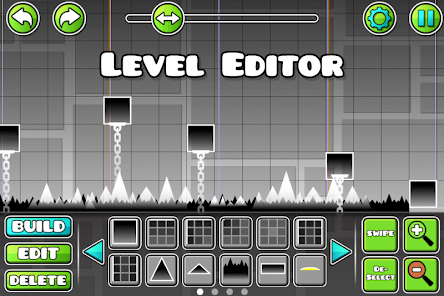 Level Editor
BUILD
EDIT
DELETE
SWIPE
DE-
SELECT